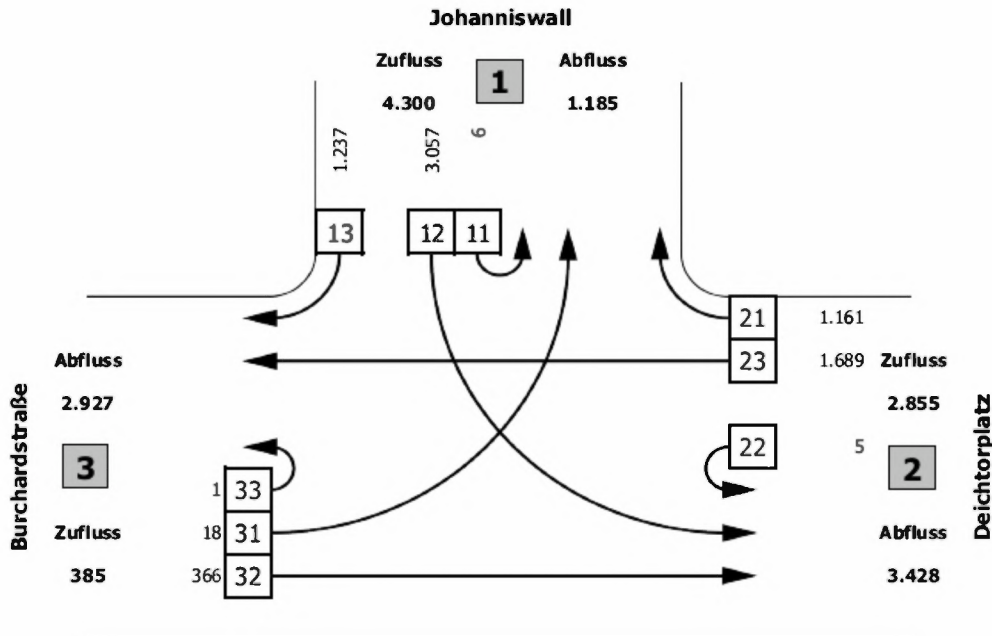 Johanniswall
Zufluss 1 Abfluss
4.300 1.185
1.237 3.057 6
13 12 11
21 1.161
23 1.689 Zufluss
2.855
Abfluss
2.927
22 5
3 2
1 33
18 31
Zufluss Abfluss
385 366 32 3.428
Burchardstraße
Deichtorplatz